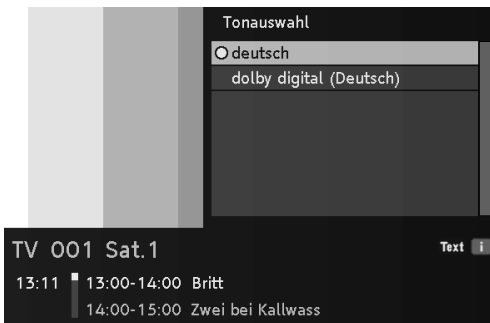 Tonauswahl
deutsch
dolby digital (Deutsch)
TV 001 Sat.1
Text i
13:11 13:00-14:00 Britt
14:00-15:00 Zwei bei Kallwass